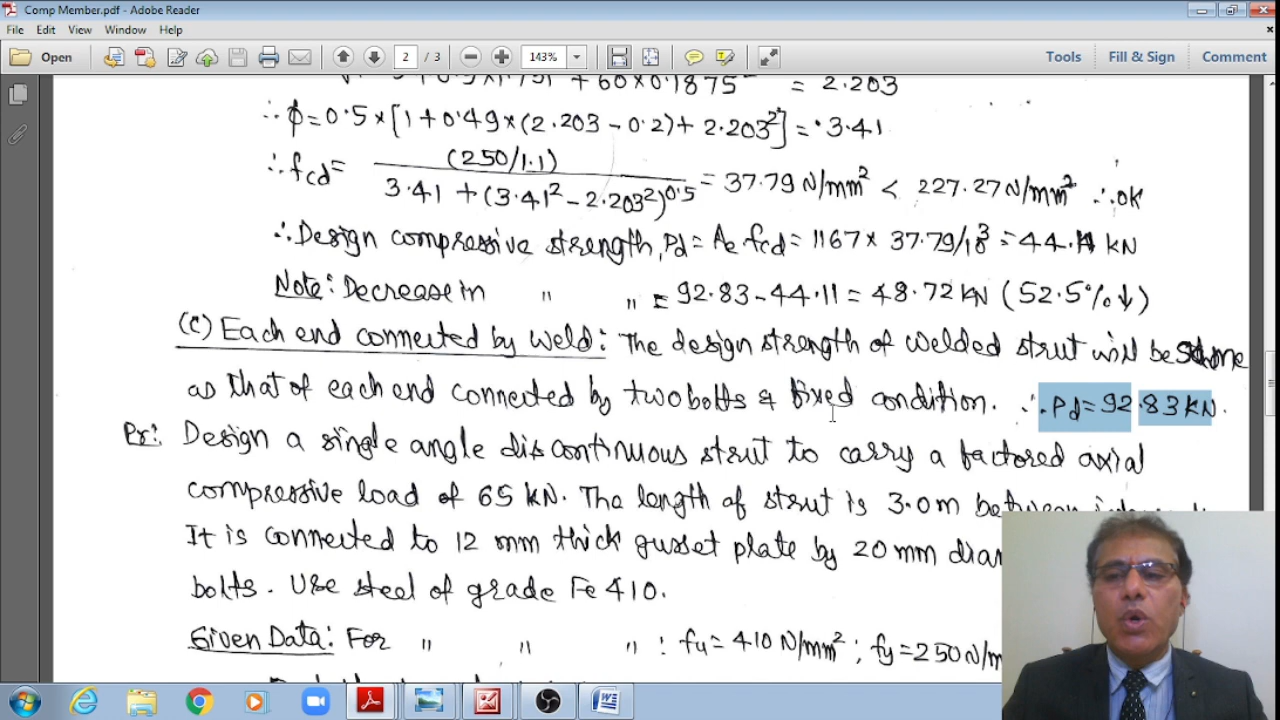 Comp Member.pdf - Adobe Reader
File Edit View Window Help
Open 2 / 3 143% Tools Fill & Sign Comment
+ 60×0.1875² = 2.203
∴ ϕ = 0.5 × [1 + 0.49 × (2.203 - 0.2) + 2.203²] = 3.41
∴ fcd = (250/1.1) / 3.41 + (3.41² - 2.203²)^0.5 = 37.79 N/mm² < 227.27 N/mm² ∴ OK
∴ Design compressive strength, Pd = Ae fcd = 1167 × 37.79/10³ = 44.11 KN
Note: Decrease in " " = 92.83 - 44.11 = 48.72 KN (52.5% ↓)
(C) Each end connected by weld: The design strength of welded strut will be same
as that of each end connected by two bolts & fixed condition. ∴ Pd = 92.83 KN.
Pr: Design a single angle discontinuous strut to carry a factored axial
compressive load of 65 KN. The length of strut is 3.0 m between
It is connected to 12 mm thick gusset plate by 20 mm
bolts. Use steel of grade Fe 410.
Given Data: For " " " : fu = 410 N/mm² ; fy = 250 N/m